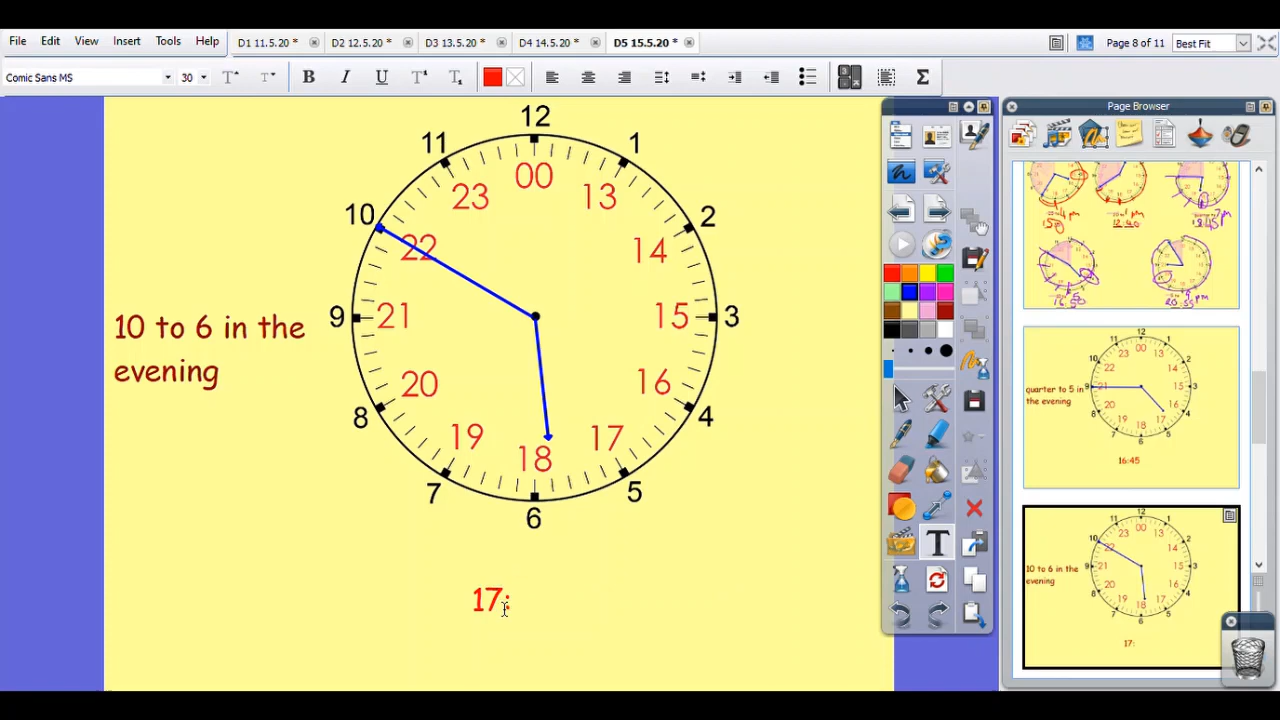 File Edit View Insert Tools Help
D1 11.5.20 *
D2 12.5.20 *
D3 13.5.20 *
D4 14.5.20 *
D5 15.5.20 *
Page 8 of 11
Best Fit
Comic Sans MS
30
B I U
Page Browser
12
11 1
00
23 13
10 2
22 14
9 21 15 3
20 16
8 4
19 17
18
7 5
6
10 to 6 in the
evening
17:
quarter to 5 in
the evening
16:45
10 to 6 in the
evening
17: